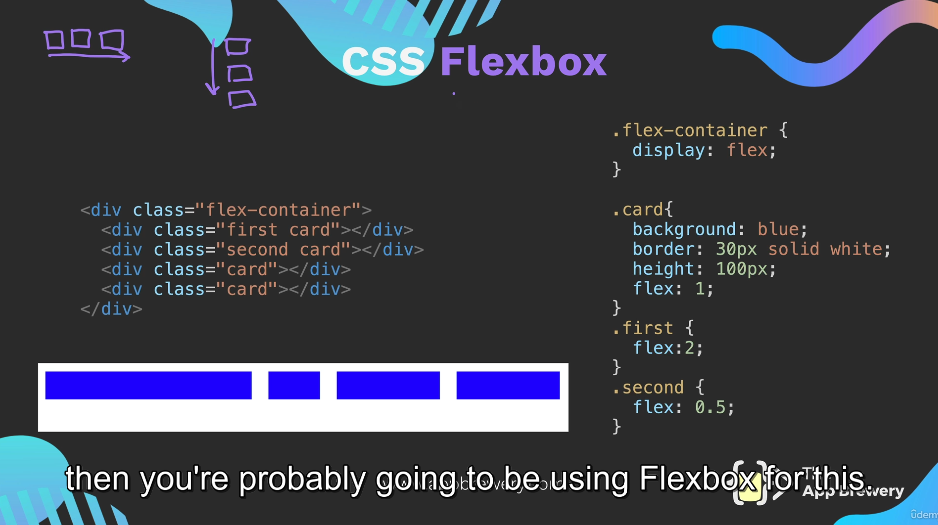 CSS Flexbox
.flex-container {
display: flex;
}
<div class="flex-container">
<div class="first card"></div>
<div class="second card"></div>
<div class="card"></div>
<div class="card"></div>
</div>
.card{
background: blue;
border: 30px solid white;
height: 100px;
flex: 1;
}
.first {
flex:2;
}
.second {
flex: 0.5;
}
then you're probably going to be using Flexbox for this.
App Brewery
ûdemy